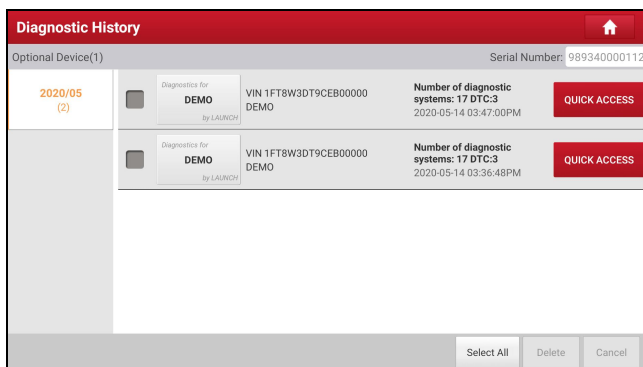 Diagnostic History
Optional Device(1)
Serial Number: 989340000112
2020/05
(2)
Diagnostics for
DEMO
by LAUNCH
VIN 1FT8W3DT9CEB00000
DEMO
Number of diagnostic
systems: 17 DTC:3
2020-05-14 03:47:00PM
QUICK ACCESS
Diagnostics for
DEMO
by LAUNCH
VIN 1FT8W3DT9CEB00000
DEMO
Number of diagnostic
systems: 17 DTC:3
2020-05-14 03:36:48PM
QUICK ACCESS
Select All
Delete
Cancel